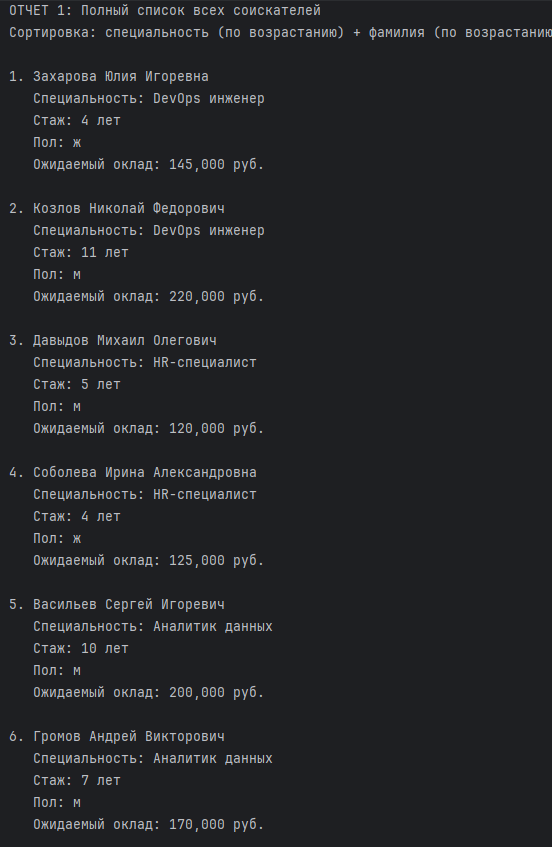 ОТЧЕТ 1: Полный список всех соискателей
Сортировка: специальность (по возрастанию) + фамилия (по возрастанию
1. Захарова Юлия Игоревна
Специальность: DevOps инженер
Стаж: 4 лет
Пол: ж
Ожидаемый оклад: 145,000 руб.
2. Козлов Николай Федорович
Специальность: DevOps инженер
Стаж: 11 лет
Пол: м
Ожидаемый оклад: 220,000 руб.
3. Давыдов Михаил Олегович
Специальность: HR-специалист
Стаж: 5 лет
Пол: м
Ожидаемый оклад: 120,000 руб.
4. Соболева Ирина Александровна
Специальность: HR-специалист
Стаж: 4 лет
Пол: ж
Ожидаемый оклад: 125,000 руб.
5. Васильев Сергей Игоревич
Специальность: Аналитик данных
Стаж: 10 лет
Пол: м
Ожидаемый оклад: 200,000 руб.
6. Громов Андрей Викторович
Специальность: Аналитик данных
Стаж: 7 лет
Пол: м
Ожидаемый оклад: 170,000 руб.